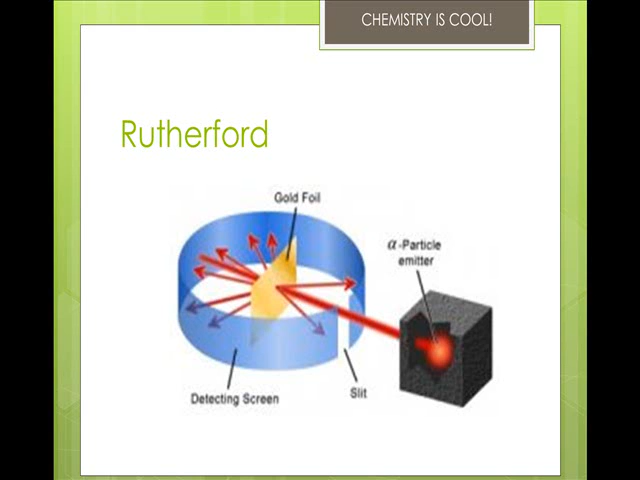 CHEMISTRY IS COOL!
Rutherford
Gold Foil
α-Particle
emitter
Detecting Screen
Slit